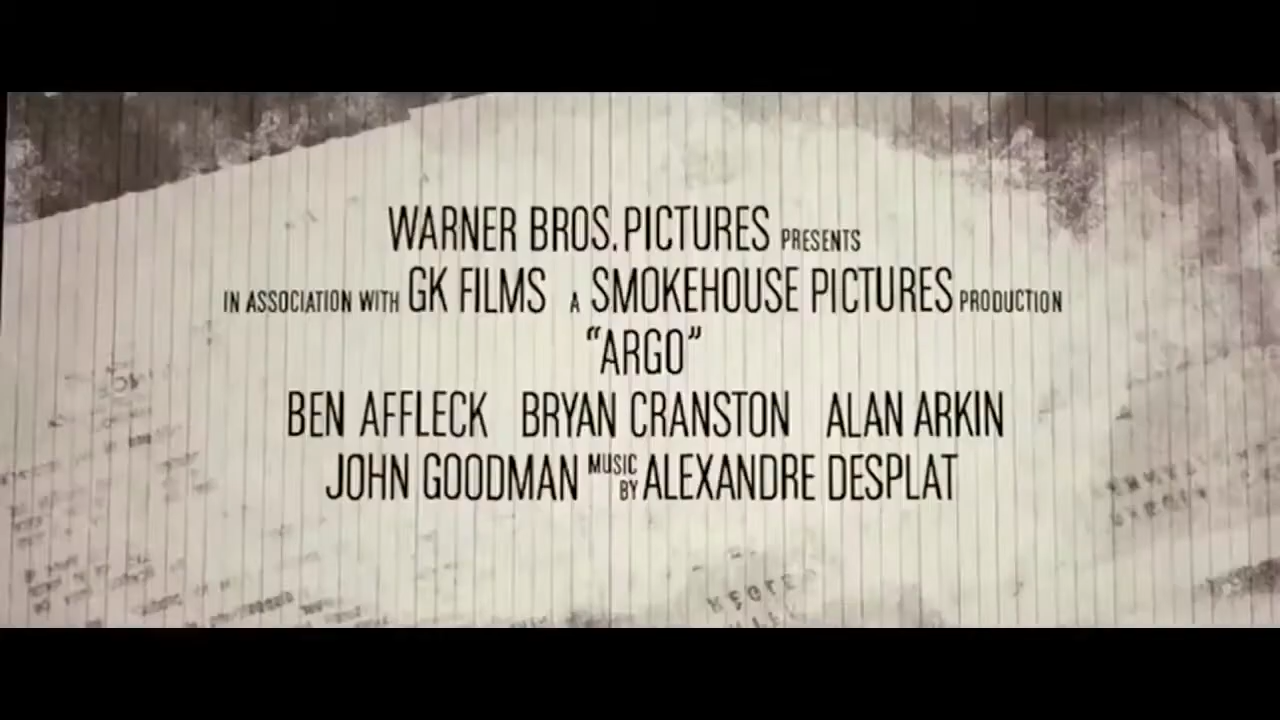 WARNER BROS. PICTURES PRESENTS
IN ASSOCIATION WITH GK FILMS A SMOKEHOUSE PICTURES PRODUCTION
"ARGO"
BEN AFFLECK BRYAN CRANSTON ALAN ARKIN
JOHN GOODMAN MUSIC BY ALEXANDRE DESPLAT